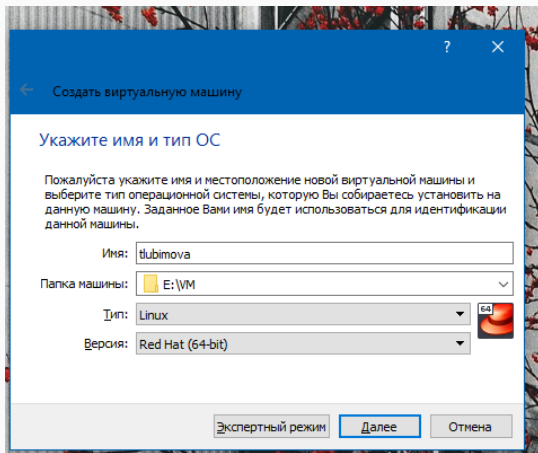 ?
Создать виртуальную машину
Укажите имя и тип ОС
Пожалуйста укажите имя и местоположение новой виртуальной машины и
выберите тип операционной системы, которую Вы собираетесь установить на
данную машину. Заданное Вами имя будет использоваться для идентификации
данной машины.
Имя: tlubimova
Папка машины: E:\VM
Тип: Linux 64
Версия: Red Hat (64-bit)
Экспертный режим Далее Отмена